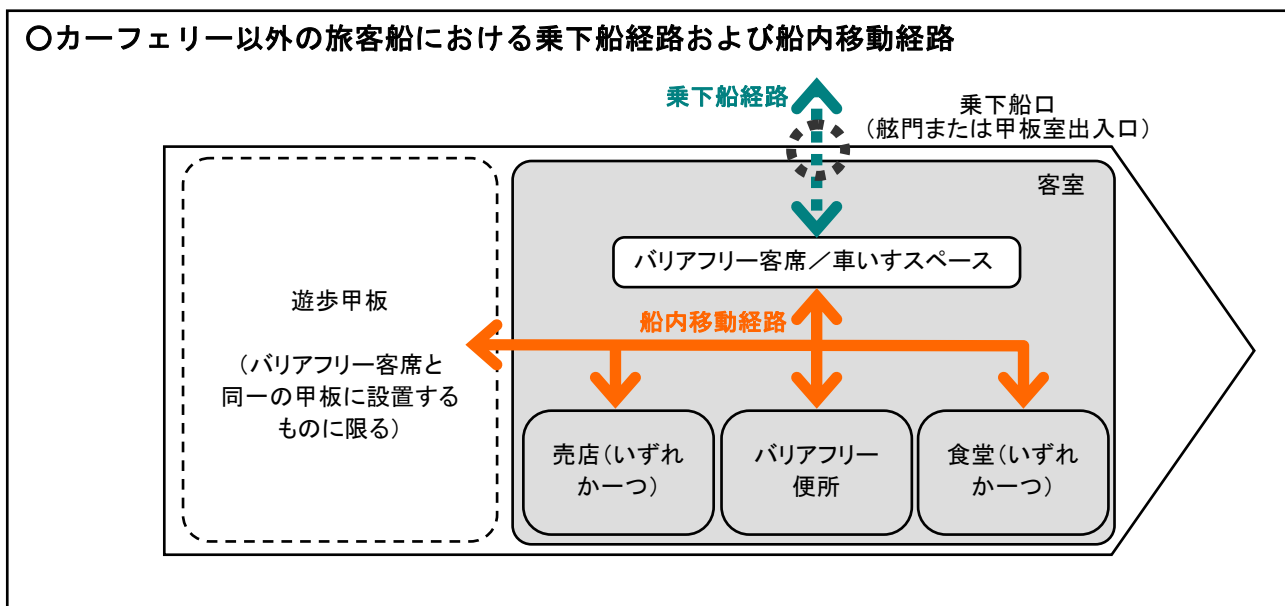 〇カーフェリー以外の旅客船における乗下船経路および船内移動経路
乗下船経路
乗下船口
（舷門または甲板室出入口）
客室
バリアフリー客席／車いすスペース
遊歩甲板
（バリアフリー客席と
同一の甲板に設置する
ものに限る）
船内移動経路
売店（いずれ
か一つ）
バリアフリー
便所
食堂（いずれ
か一つ）